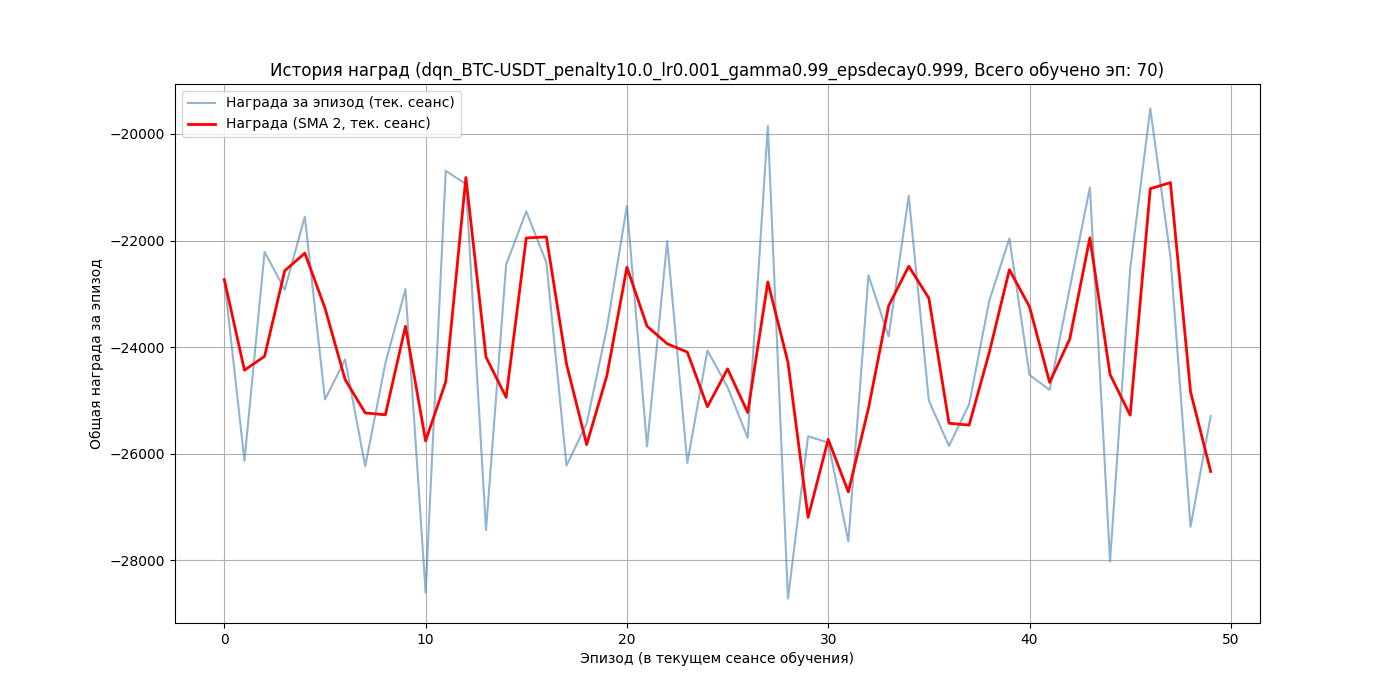 История наград (dqn_BTC-USDT_penalty10.0_lr0.001_gamma0.99_epsdecay0.999, Всего обучено эп: 70)
Награда за эпизод (тек. сеанс)
Награда (SMA 2, тек. сеанс)
Общая награда за эпизод
−20000
−22000
−24000
−26000
−28000
0 10 20 30 40 50
Эпизод (в текущем сеансе обучения)